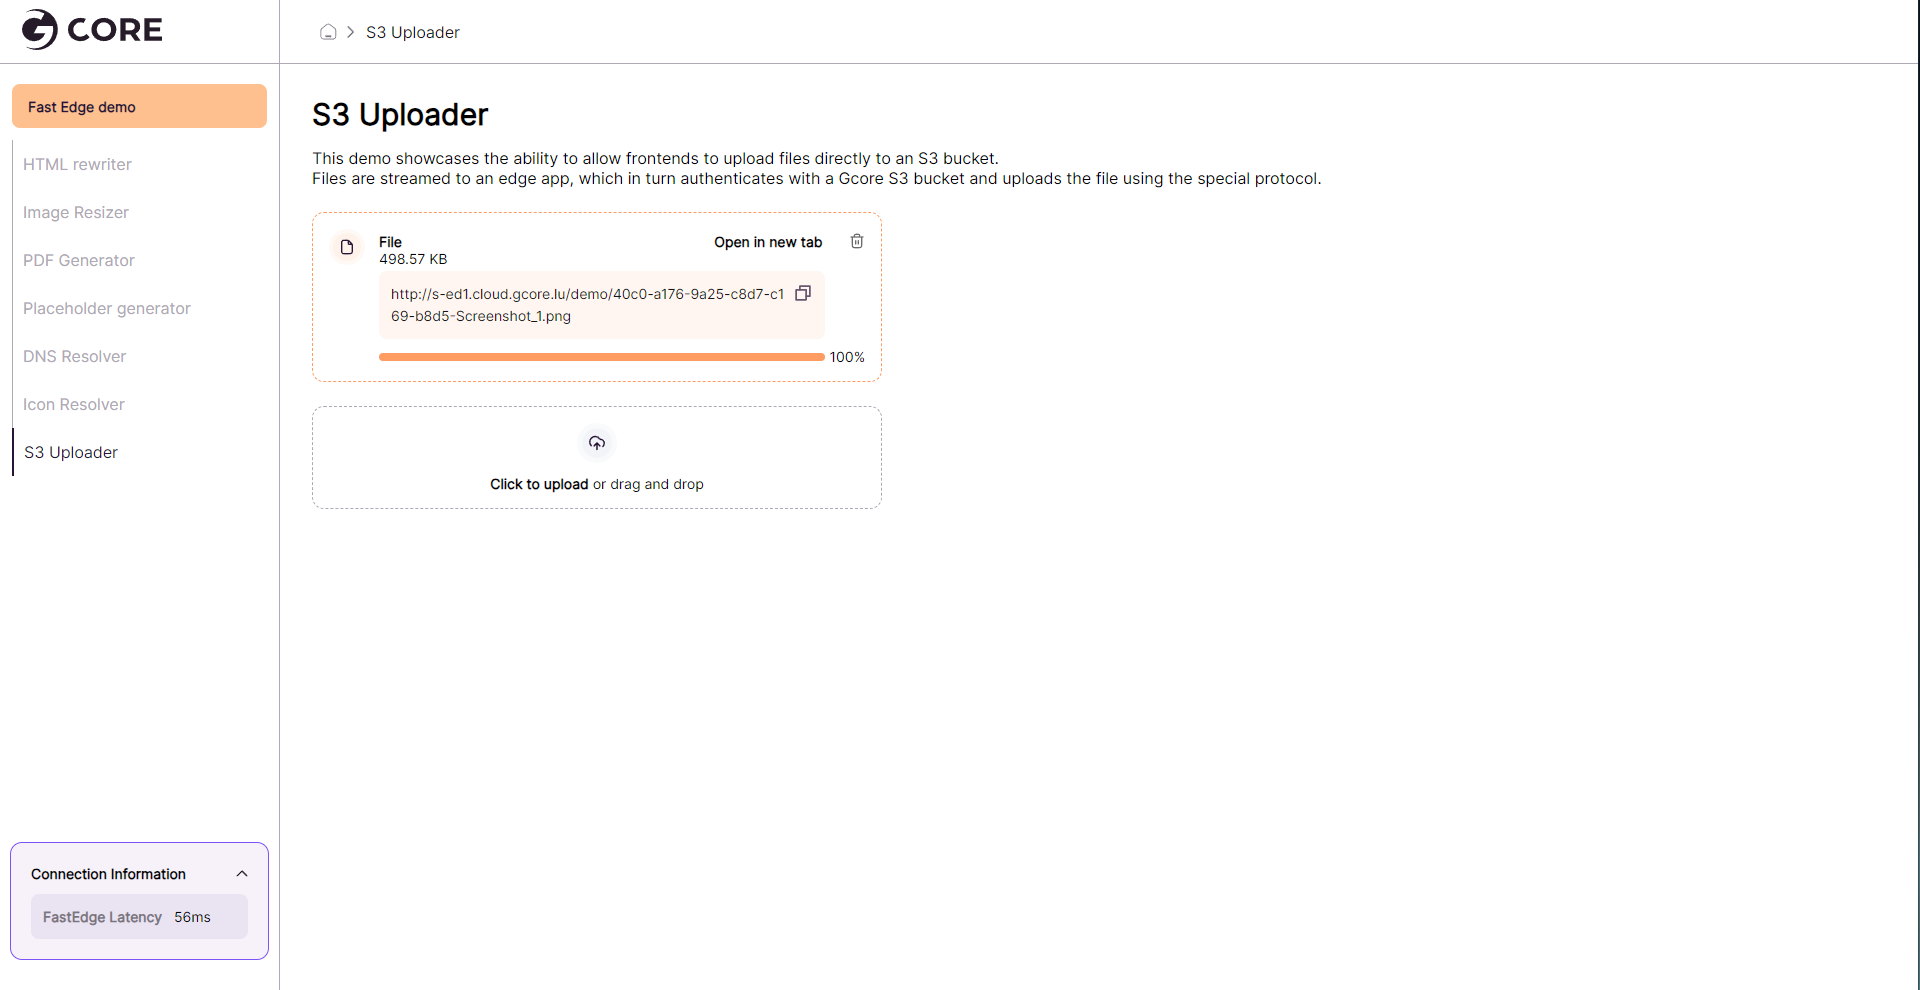 CORE
S3 Uploader
Fast Edge demo
HTML rewriter
Image Resizer
PDF Generator
Placeholder generator
DNS Resolver
Icon Resolver
S3 Uploader
S3 Uploader
This demo showcases the ability to allow frontends to upload files directly to an S3 bucket.
Files are streamed to an edge app, which in turn authenticates with a Gcore S3 bucket and uploads the file using the special protocol.
File
Open in new tab
498.57 KB
http://s-ed1.cloud.gcore.lu/demo/40c0-a176-9a25-c8d7-c1
69-b8d5-Screenshot_1.png
100%
Click to upload or drag and drop
Connection Information
FastEdge Latency 56ms